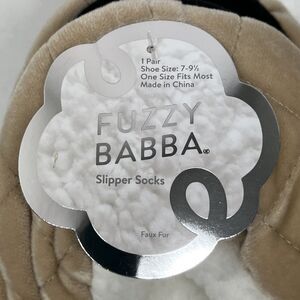 1 Pair
Shoe Size: 7-9½
One Size Fits Most
Made in China
FUZZY
BABBA®
Slipper Socks
Faux Fur